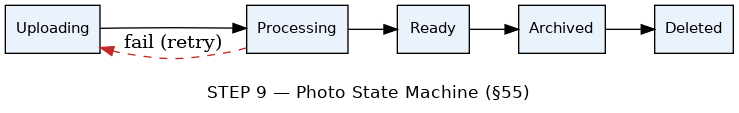 Uploading
Processing
Ready
Archived
Deleted
fail (retry)
STEP 9 — Photo State Machine (§55)